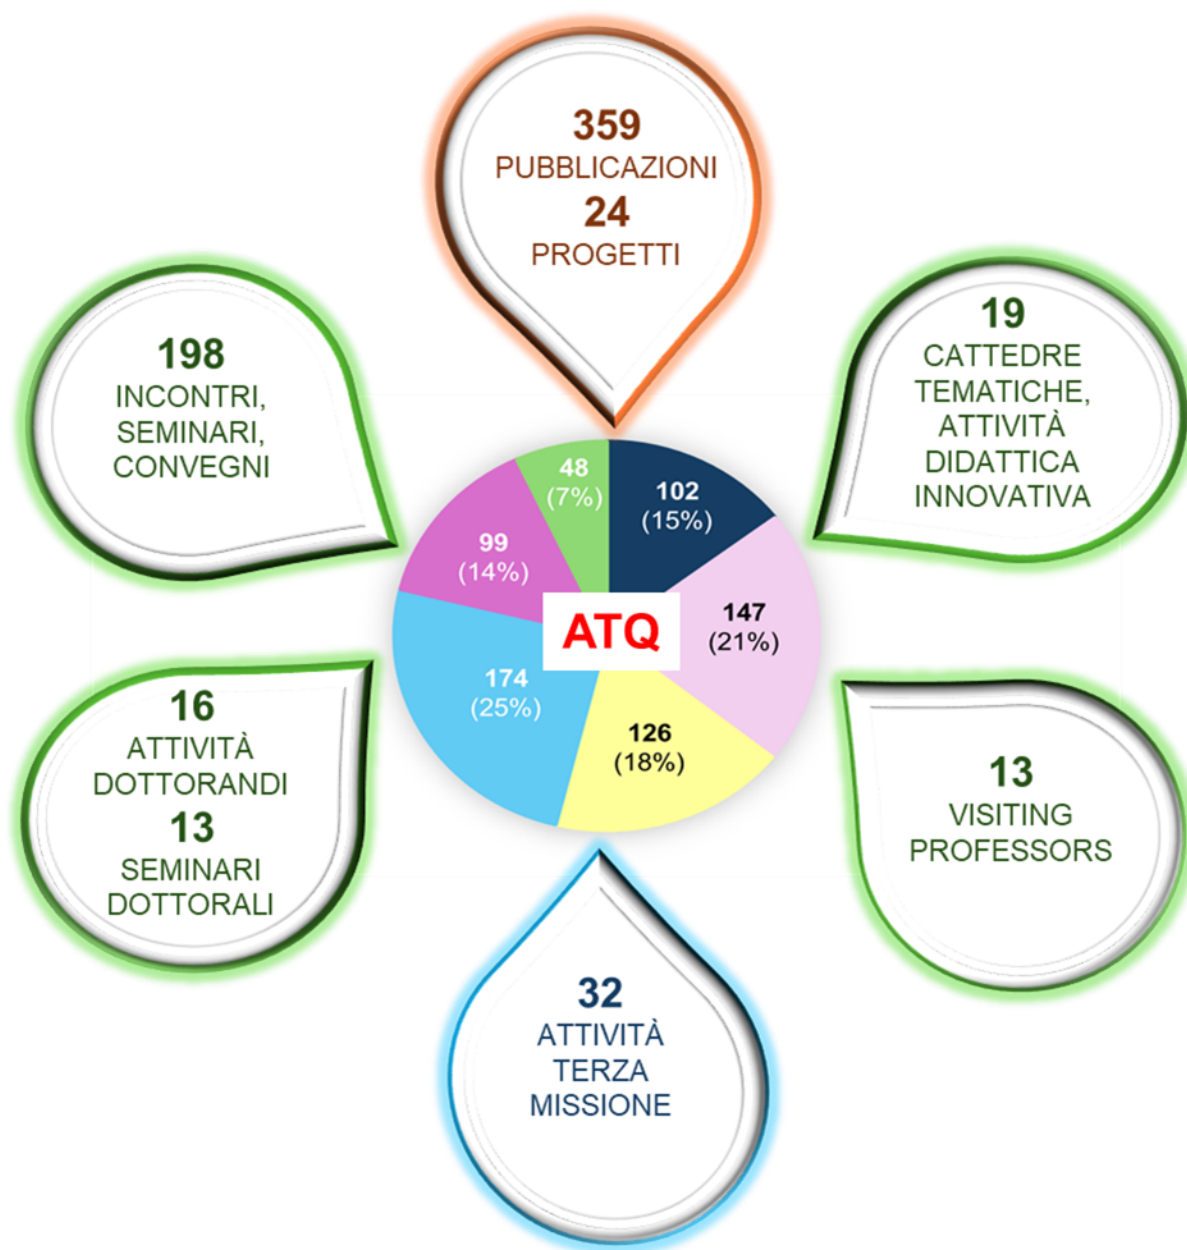 359
PUBBLICAZIONI
24
PROGETTI
198
INCONTRI,
SEMINARI,
CONVEGNI
19
CATTEDRE
TEMATICHE,
ATTIVITÀ
DIDATTICA
INNOVATIVA
48
(7%)
102
(15%)
99
(14%)
147
(21%)
ATQ
174
(25%)
126
(18%)
16
ATTIVITÀ
DOTTORANDI
13
SEMINARI
DOTTORALI
13
VISITING
PROFESSORS
32
ATTIVITÀ
TERZA
MISSIONE